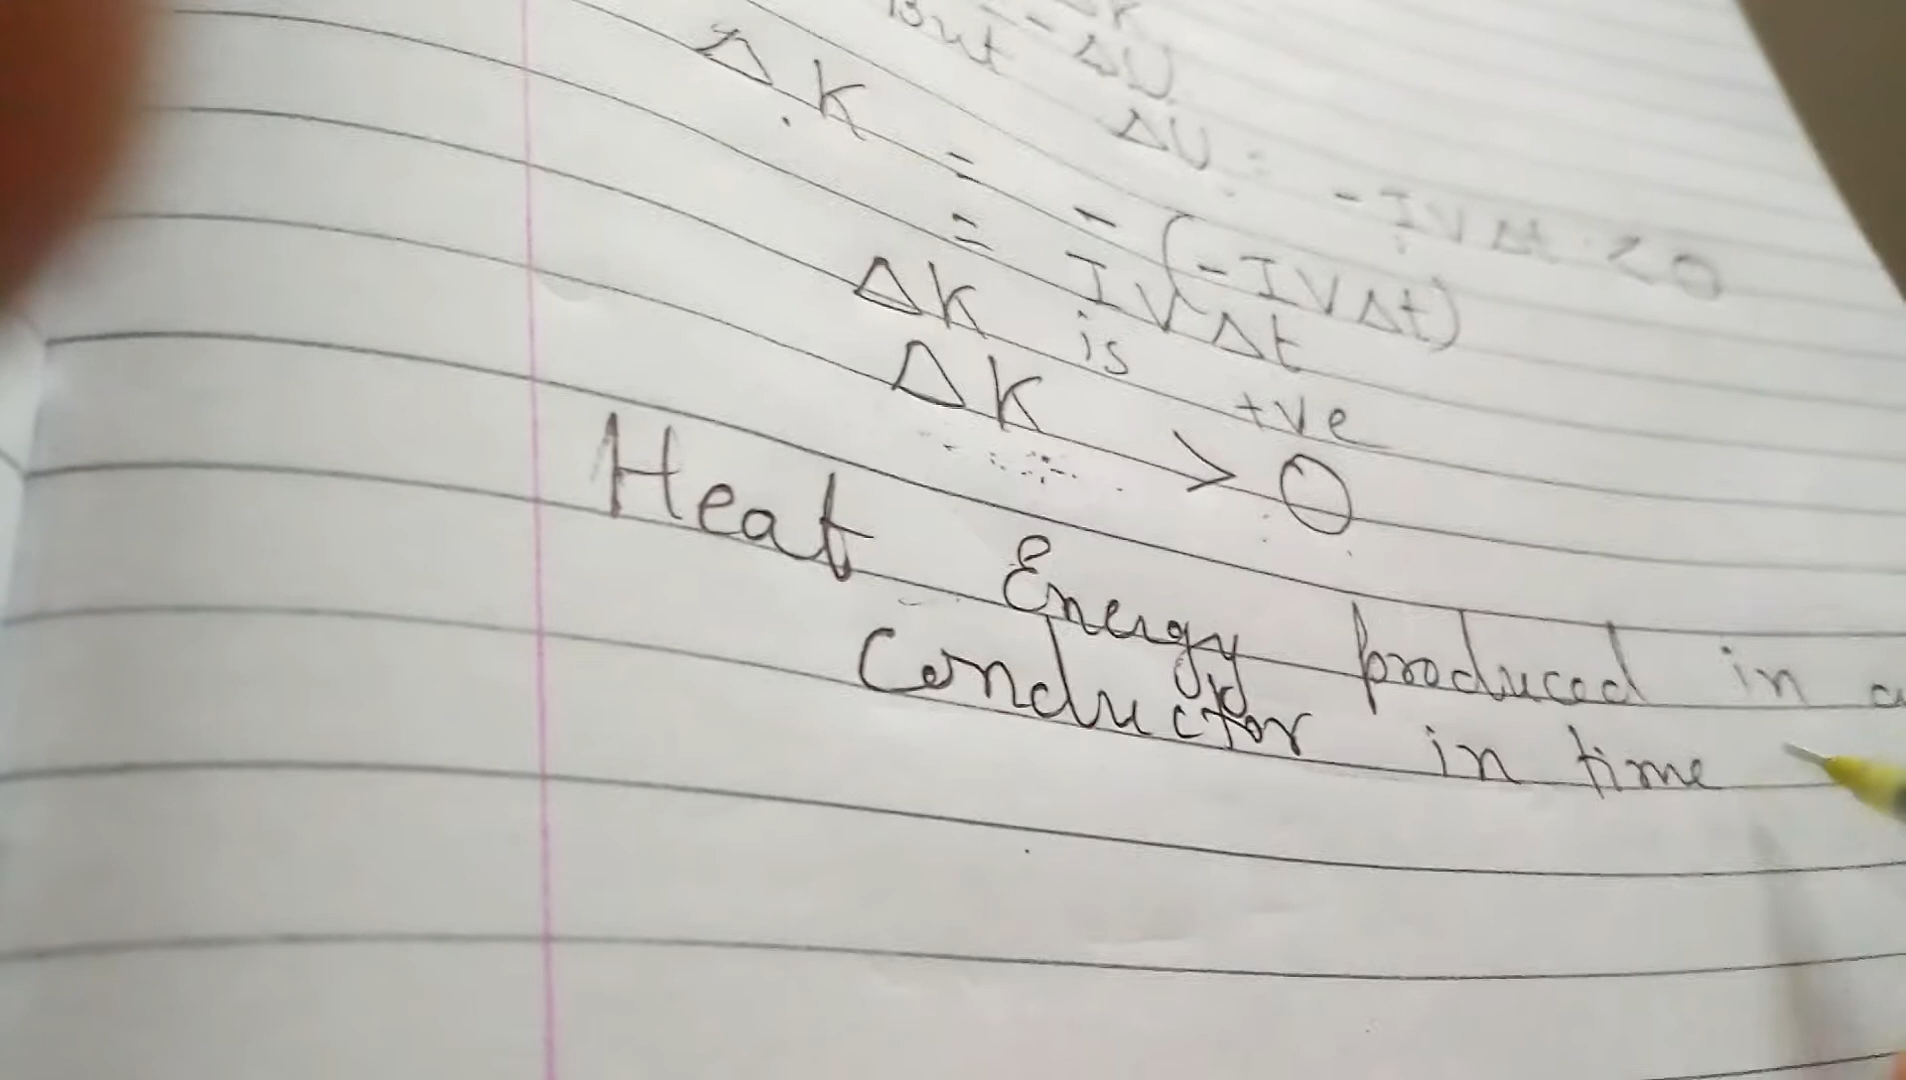 = - ΔU
But ΔU = - IVΔt < 0
ΔK = - (-IVΔt)
= IVΔt
ΔK is +ve
ΔK > 0
Heat Energy produced in a
Conductor in time